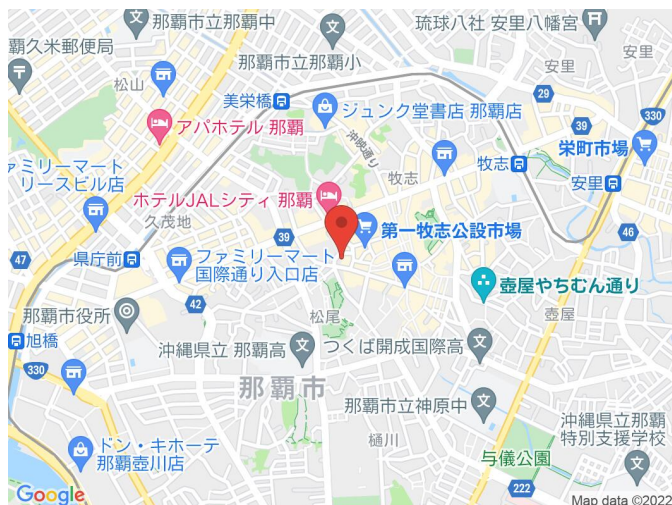 那覇市立那覇中
琉球八社 安里八幡宮
覇久米郵便局
那覇市立那覇小
安里
安里
松山
29
美栄橋
ジュンク堂書店 那覇店
330
アパホテル 那覇
沖映通り
43
栄町市場
ァミリーマート
リースビル店
牧志
牧志
安里
ホテルJALシティ 那覇
久茂地
39
第一牧志公設市場
46
47
県庁前
ファミリーマート
国際通り入口店
壺屋やちむん通り
42
那覇市役所
松尾
壺屋
旭橋
沖縄県立 那覇高
つくば開成国際高
330
那覇市
那覇市立神原中
沖縄県立那覇
特別支援学校
ドン・キホーテ
那覇壺川店
樋川
与儀公園
222
Google
Map data ©2022